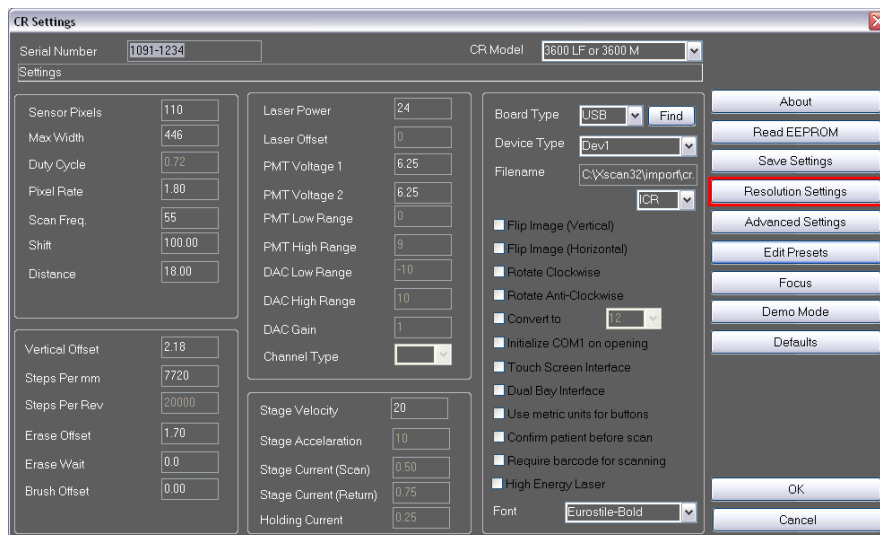 CR Settings
Serial Number 1091-1234 CR Model 3600 LF or 3600 M
Settings
Sensor Pixels 110
Max Width 446
Duty Cycle 0.72
Pixel Rate 1.80
Scan Freq. 55
Shift 100.00
Distance 18.00
Vertical Offset 2.18
Steps Per mm 7720
Steps Per Rev 20000
Erase Offset 1.70
Erase Wait 0.0
Brush Offset 0.00
Laser Power 24
Laser Offset 0
PMT Voltage 1 6.25
PMT Voltage 2 6.25
PMT Low Range 0
PMT High Range 9
DAC Low Range -10
DAC High Range 10
DAC Gain 1
Channel Type
Stage Velocity 20
Stage Accelaration 10
Stage Current (Scan) 0.50
Stage Current (Return) 0.75
Holding Current 0.25
Board Type USB Find
Device Type Dev1
Filename C:\Xscan32\import\cr.
ICR
Flip Image (Vertical)
Flip Image (Horizontal)
Rotate Clockwise
Rotate Anti-Clockwise
Convert to 12
Initialize COM1 on opening
Touch Screen Interface
Dual Bay Interface
Use metric units for buttons
Confirm patient before scan
Require barcode for scanning
High Energy Laser
Font Eurostile-Bold
About
Read EEPROM
Save Settings
Resolution Settings
Advanced Settings
Edit Presets
Focus
Demo Mode
Defaults
OK
Cancel